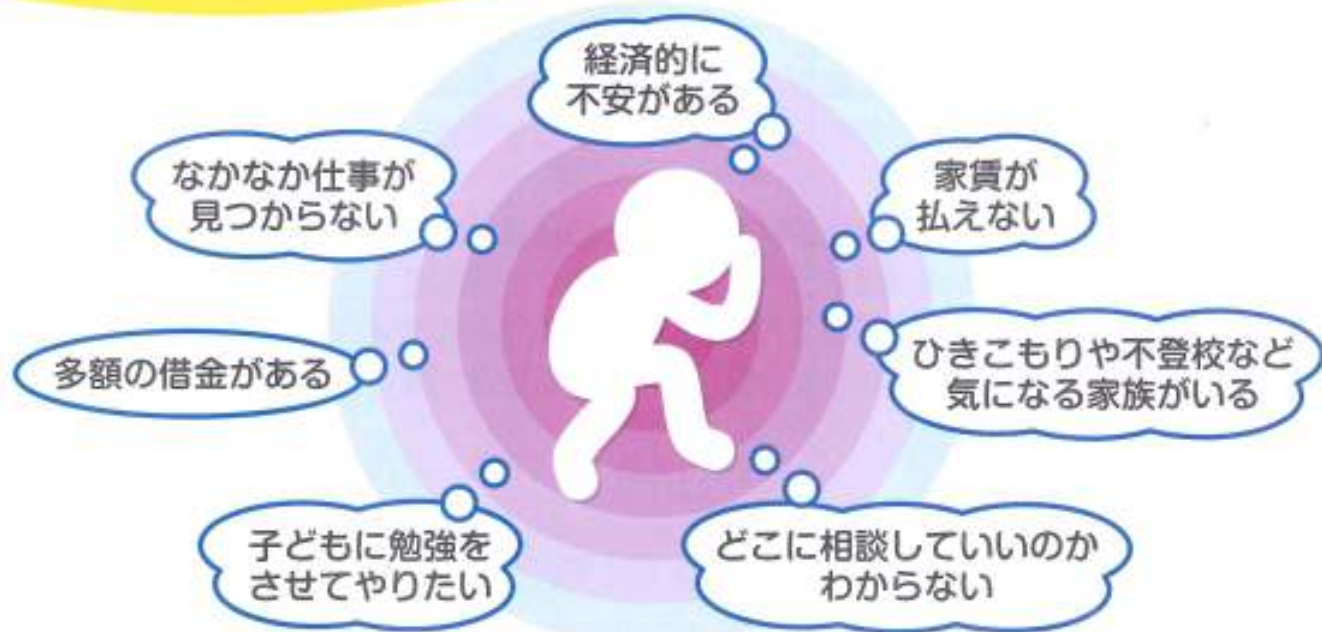 経済的に
不安がある
なかなか仕事が
見つからない
家賃が
払えない
多額の借金がある
ひきこもりや不登校など
気になる家族がいる
子どもに勉強を
させてやりたい
どこに相談していいのか
わからない